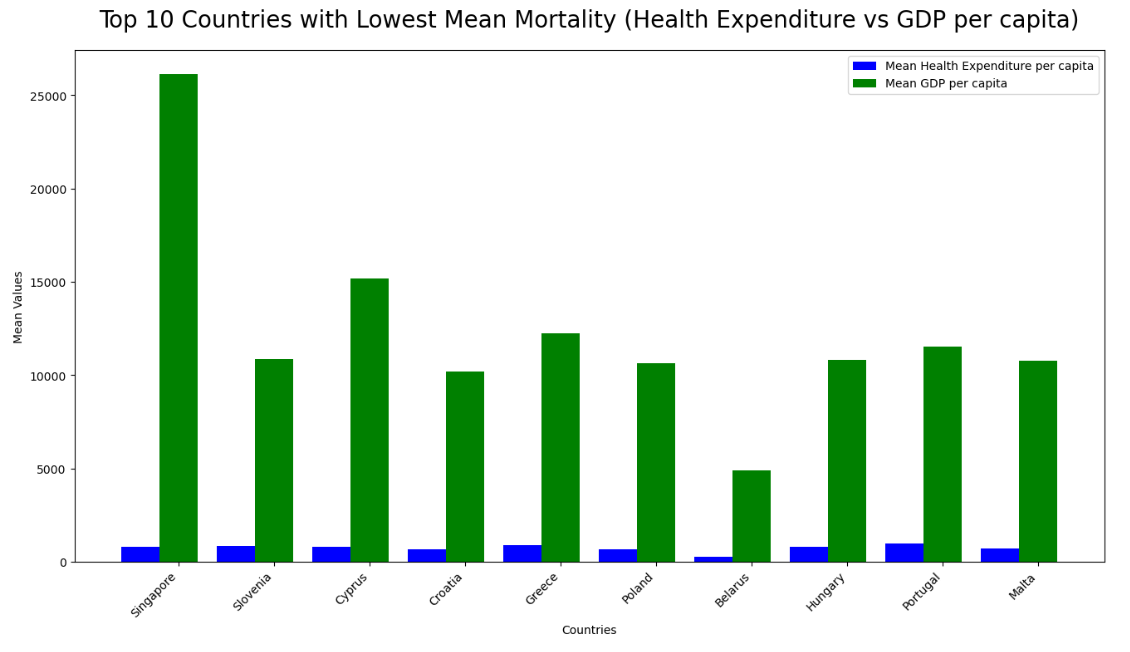 Top 10 Countries with Lowest Mean Mortality (Health Expenditure vs GDP per capita)
Mean Health Expenditure per capita
Mean GDP per capita
25000
20000
15000
10000
5000
0
Mean Values
Singapore
Slovenia
Cyprus
Croatia
Greece
Poland
Belarus
Hungary
Portugal
Malta
Countries